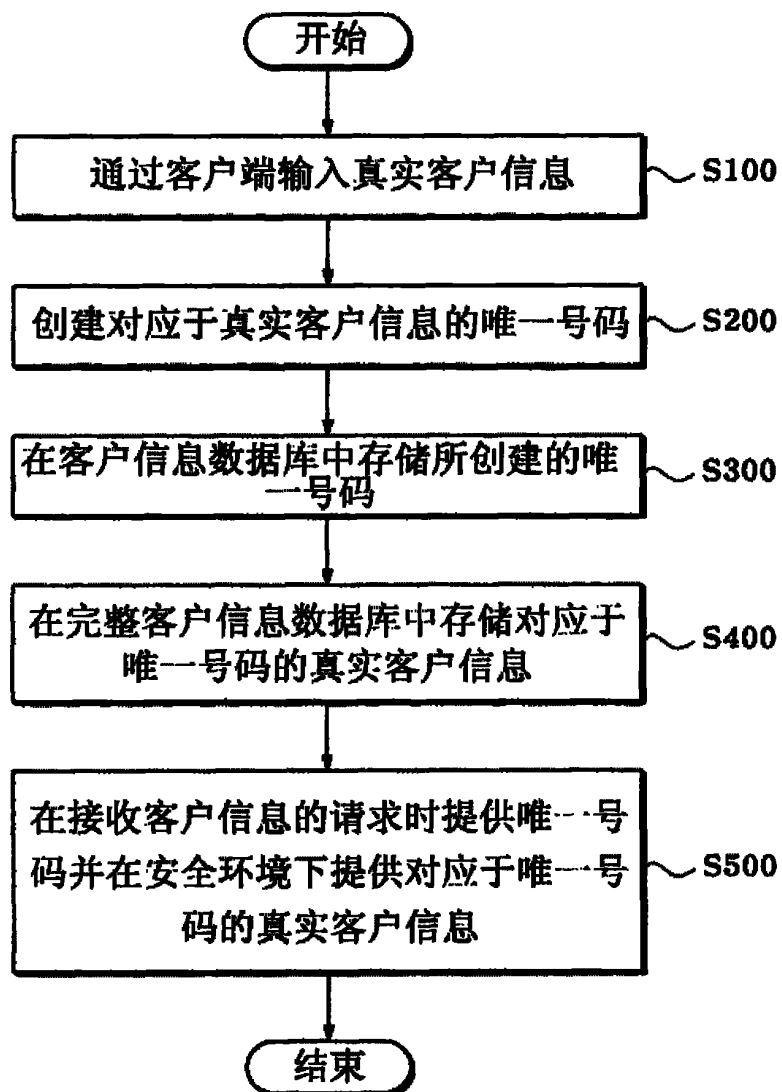 开始
通过客户端输入真实客户信息
S100
创建对应于真实客户信息的唯一号码
S200
在客户信息数据库中存储所创建的唯
一号码
S300
在完整客户信息数据库中存储对应于
唯一号码的真实客户信息
S400
在接收客户信息的请求时提供唯一号
码并在安全环境下提供对应于唯一号
码的真实客户信息
S500
结束